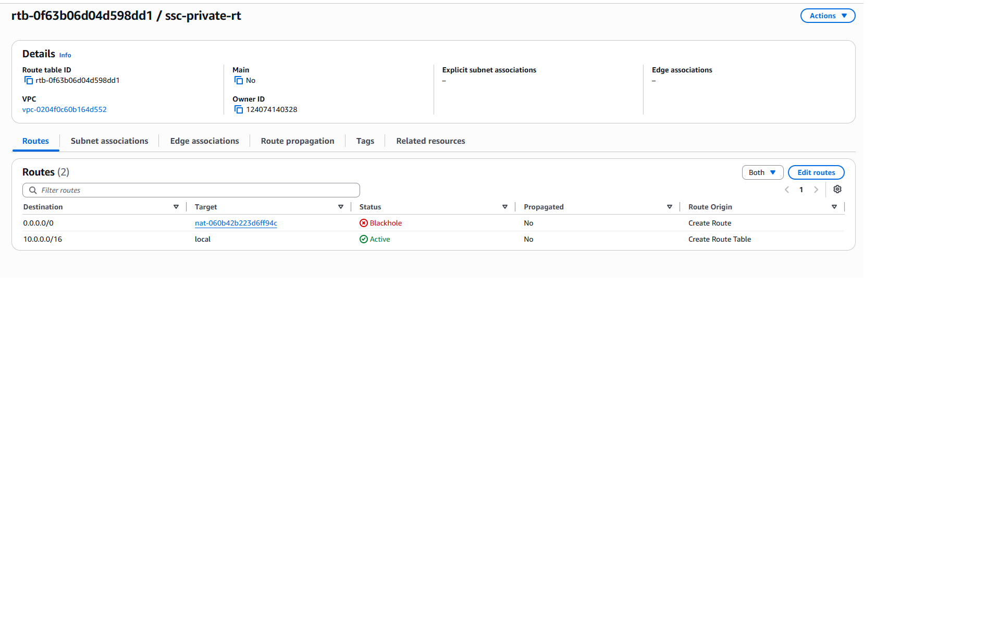 rtb-0f63b06d04d598dd1 / ssc-private-rt
Actions
Details Info
Route table ID
rtb-0f63b06d04d598dd1
Main
No
Explicit subnet associations
–
Edge associations
–
VPC
vpc-0204f0c60b164d552
Owner ID
124074140328
Routes Subnet associations Edge associations Route propagation Tags Related resources
Routes (2)
Both
Edit routes
Filter routes
1
Destination Target Status Propagated Route Origin
0.0.0.0/0 nat-060b42b223d6ff94c Blackhole No Create Route
10.0.0.0/16 local Active No Create Route Table